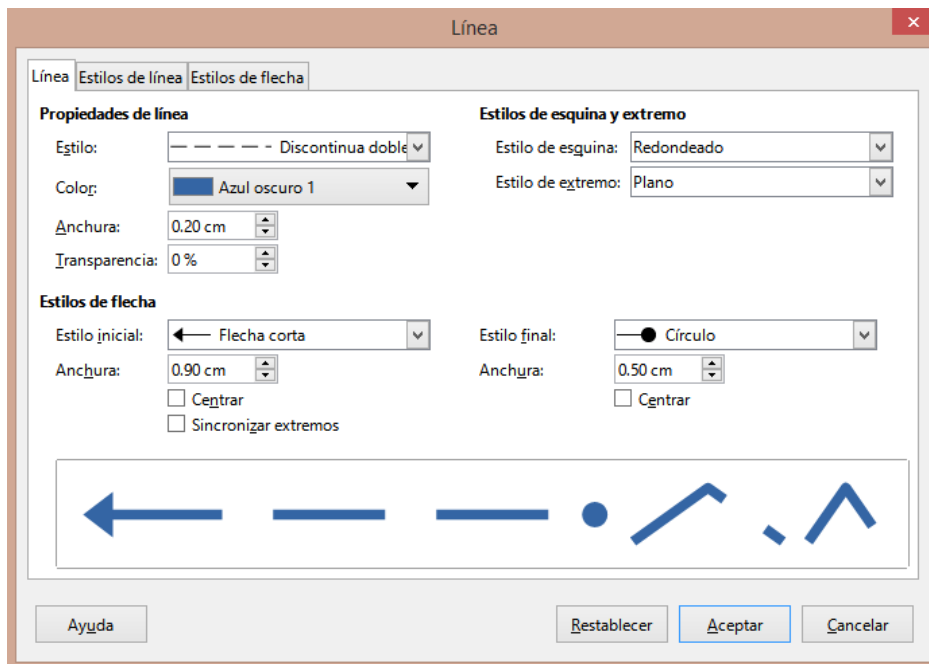 Línea
Línea Estilos de línea Estilos de flecha
Propiedades de línea
Estilo: Discontinua doble
Color: Azul oscuro 1
Anchura: 0.20 cm
Transparencia: 0 %
Estilos de esquina y extremo
Estilo de esquina: Redondeado
Estilo de extremo: Plano
Estilos de flecha
Estilo inicial: Flecha corta
Anchura: 0.90 cm
Centrar
Sincronizar extremos
Estilo final: Círculo
Anchura: 0.50 cm
Centrar
Ayuda Restablecer Aceptar Cancelar